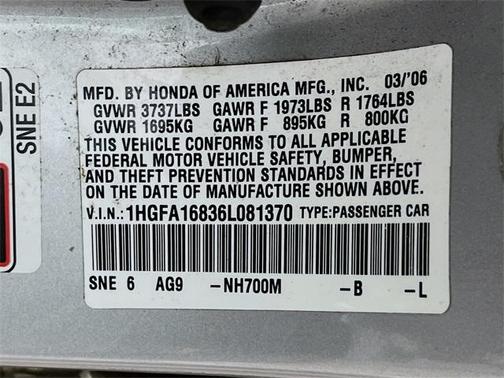 MFD. BY HONDA OF AMERICA MFG., INC. 03/'06
GVWR 3737LBS GAWR F 1973LBS R 1764LBS
GVWR 1695KG GAWR F 895KG R 800KG
THIS VEHICLE CONFORMS TO ALL APPLICABLE
FEDERAL MOTOR VEHICLE SAFETY, BUMPER,
AND THEFT PREVENTION STANDARDS IN EFFECT
ON THE DATE OF MANUFACTURE SHOWN ABOVE.
V.I.N.: 1HGFA16836L081370 TYPE:PASSENGER CAR
SNE 6 AG9 -NH700M -B -L
SNE E2